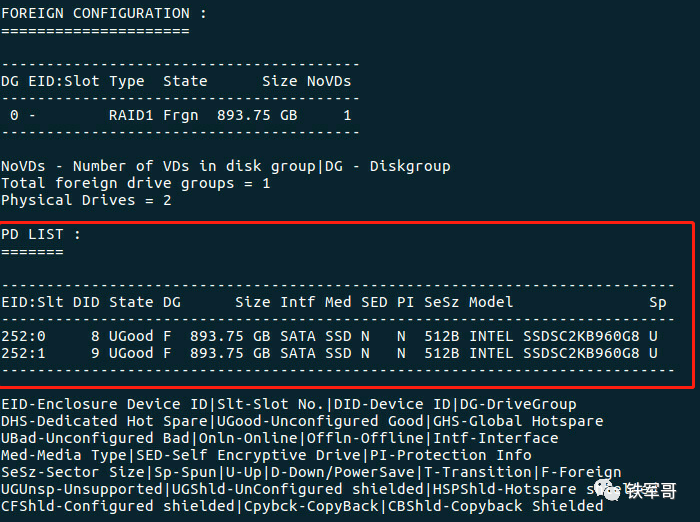 FOREIGN CONFIGURATION :
=====================
----------------------------------------
DG EID:Slot Type  State      Size NoVDs
----------------------------------------
 0 -        RAID1 Frgn  893.75 GB     1
----------------------------------------
NoVDs - Number of VDs in disk group|DG - Diskgroup
Total foreign drive groups = 1
Physical Drives = 2
PD LIST :
=======
---------------------------------------------------------------------------
EID:Slt DID State DG      Size Intf Med SED PI SeSz Model               Sp
---------------------------------------------------------------------------
252:0     8 UGood F  893.75 GB SATA SSD N   N  512B INTEL SSDSC2KB960G8 U
252:1     9 UGood F  893.75 GB SATA SSD N   N  512B INTEL SSDSC2KB960G8 U
---------------------------------------------------------------------------
EID-Enclosure Device ID|Slt-Slot No.|DID-Device ID|DG-DriveGroup
DHS-Dedicated Hot Spare|UGood-Unconfigured Good|GHS-Global Hotspare
UBad-Unconfigured Bad|Onln-Online|Offln-Offline|Intf-Interface
Med-Media Type|SED-Self Encryptive Drive|PI-Protection Info
SeSz-Sector Size|Sp-Spun|U-Up|D-Down/PowerSave|T-Transition|F-Foreign
UGUnsp-Unsupported|UGShld-UnConfigured shielded|HSPShld-Hotspare
CFShld-Configured shielded|Cpybck-CopyBack|CBShld-Copyback Shielded
铁军哥